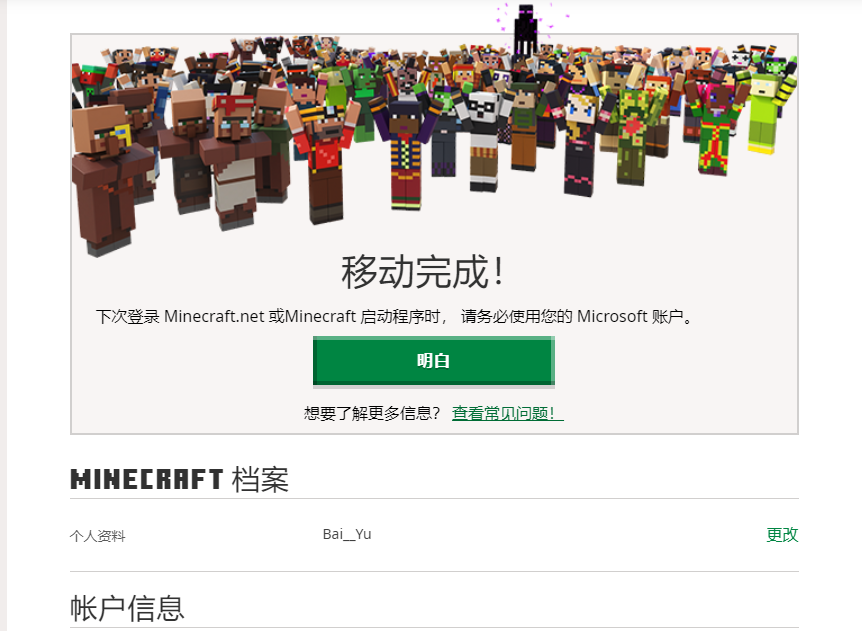 移动完成！
下次登录 Minecraft.net 或Minecraft 启动程序时， 请务必使用您的 Microsoft 账户。
明白
想要了解更多信息？ 查看常见问题！
MINECRAFT 档案
个人资料 Bai__Yu 更改
帐户信息